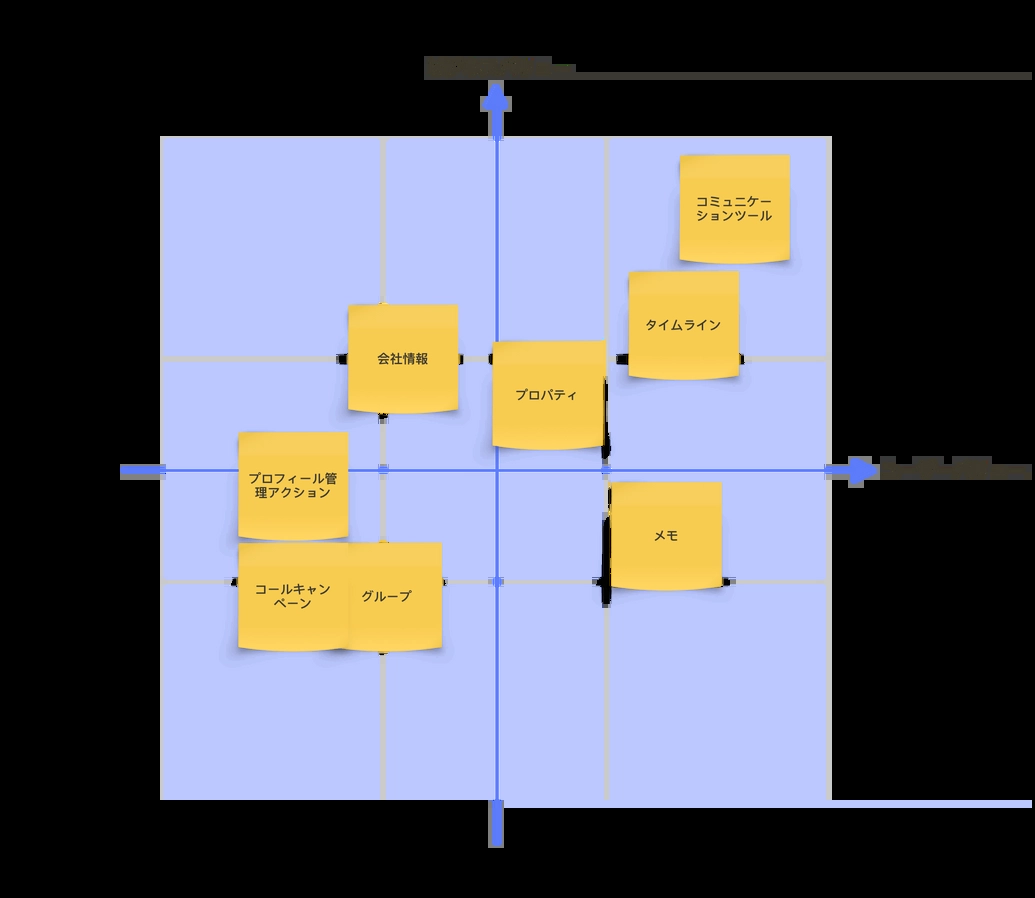 コミュニケー
ションツール
タイムライン
会社情報
プロパティ
プロフィール管
理アクション
メモ
コールキャン
ペーン
グループ